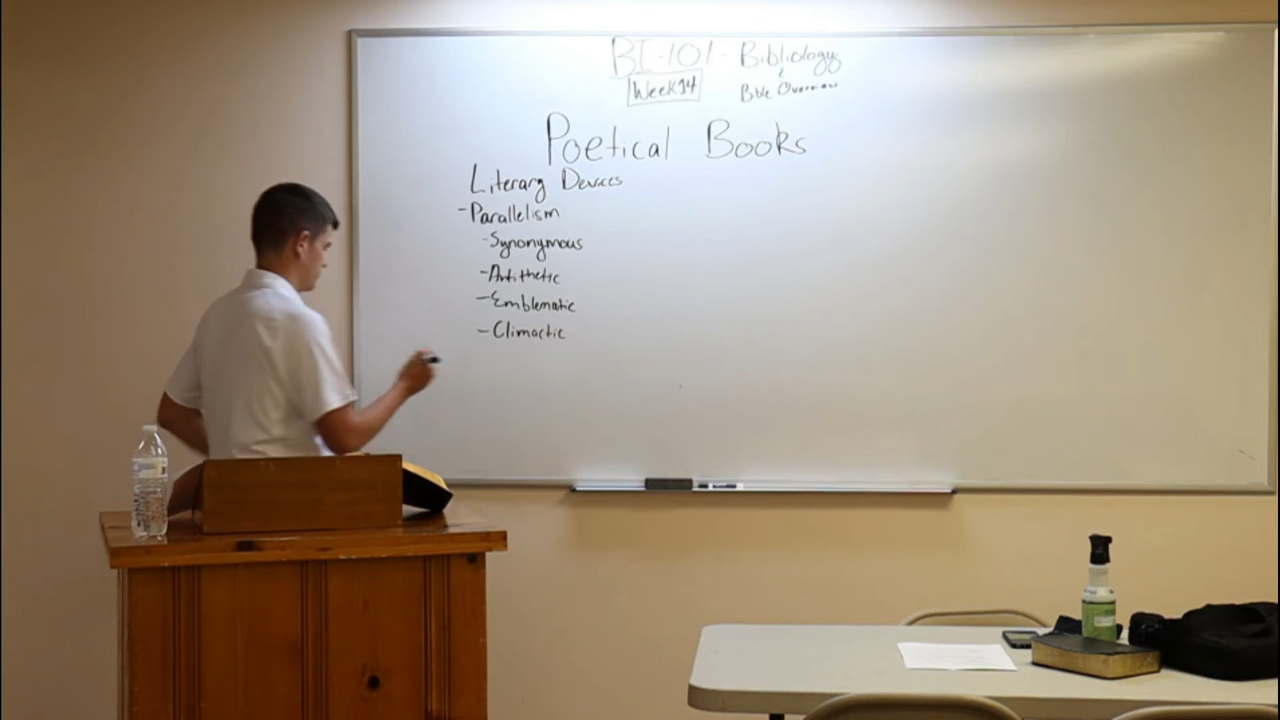 BI-101 - Bibliology
Week 14
& Bible Overview
Poetical Books
Literary Devices
-Parallelism
-Synonymous
-Antithetic
-Emblematic
-Climactic